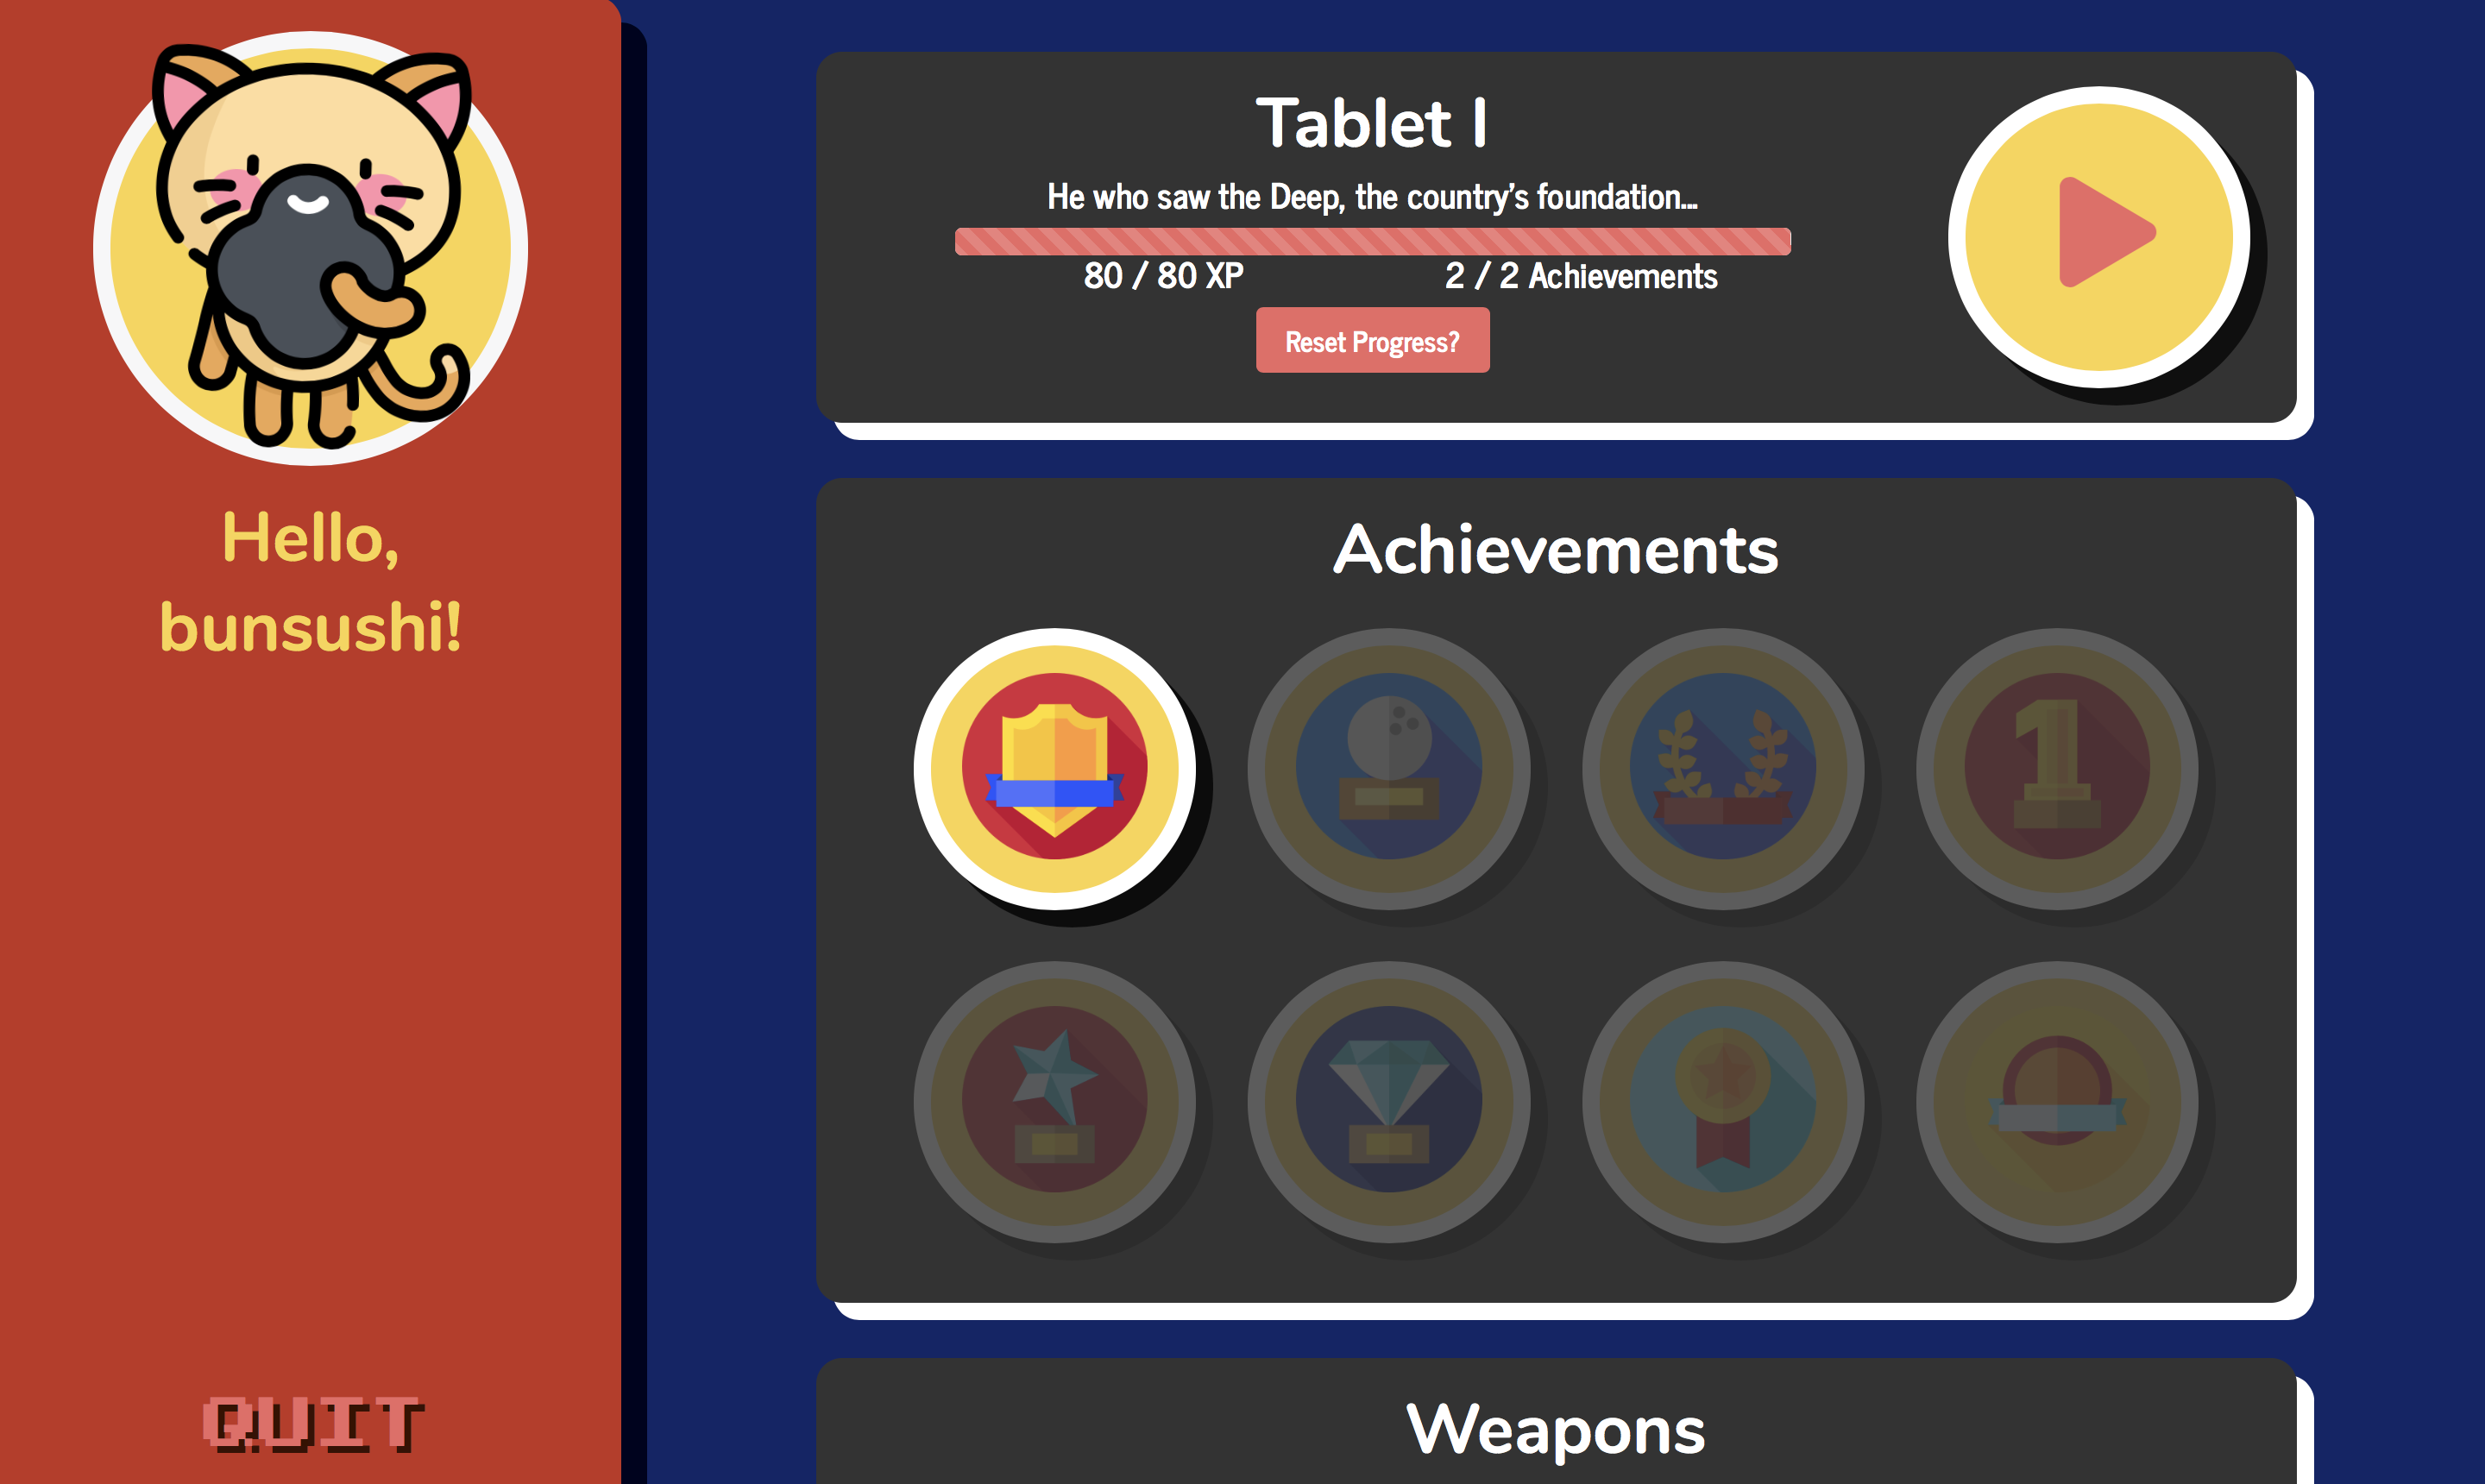 Hello,
bunsushi!
QUIT
Tablet I
He who saw the Deep, the country's foundation...
80 / 80 XP
2 / 2 Achievements
Reset Progress?
Achievements
1
Weapons